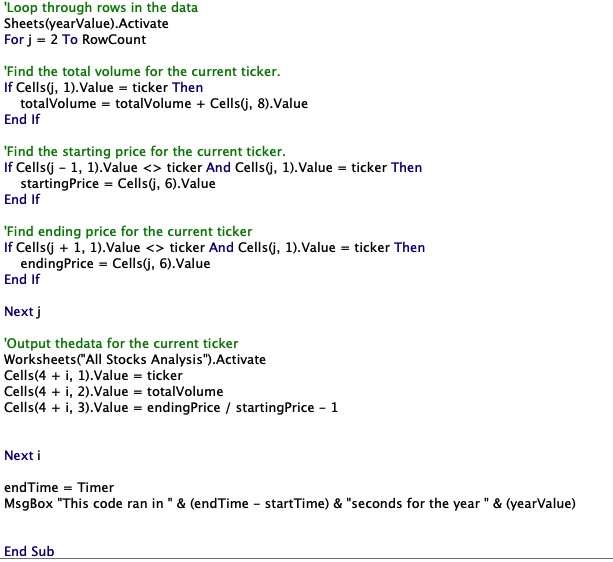 'Loop through rows in the data
Sheets(yearValue).Activate
For j = 2 To RowCount
'Find the total volume for the current ticker.
If Cells(j, 1).Value = ticker Then
totalVolume = totalVolume + Cells(j, 8).Value
End If
'Find the starting price for the current ticker.
If Cells(j - 1, 1).Value <> ticker And Cells(j, 1).Value = ticker Then
startingPrice = Cells(j, 6).Value
End If
'Find ending price for the current ticker
If Cells(j + 1, 1).Value <> ticker And Cells(j, 1).Value = ticker Then
endingPrice = Cells(j, 6).Value
End If
Next j
'Output thedata for the current ticker
Worksheets("All Stocks Analysis").Activate
Cells(4 + i, 1).Value = ticker
Cells(4 + i, 2).Value = totalVolume
Cells(4 + i, 3).Value = endingPrice / startingPrice - 1
Next i
endTime = Timer
MsgBox "This code ran in " & (endTime - startTime) & "seconds for the year " & (yearValue)
End Sub